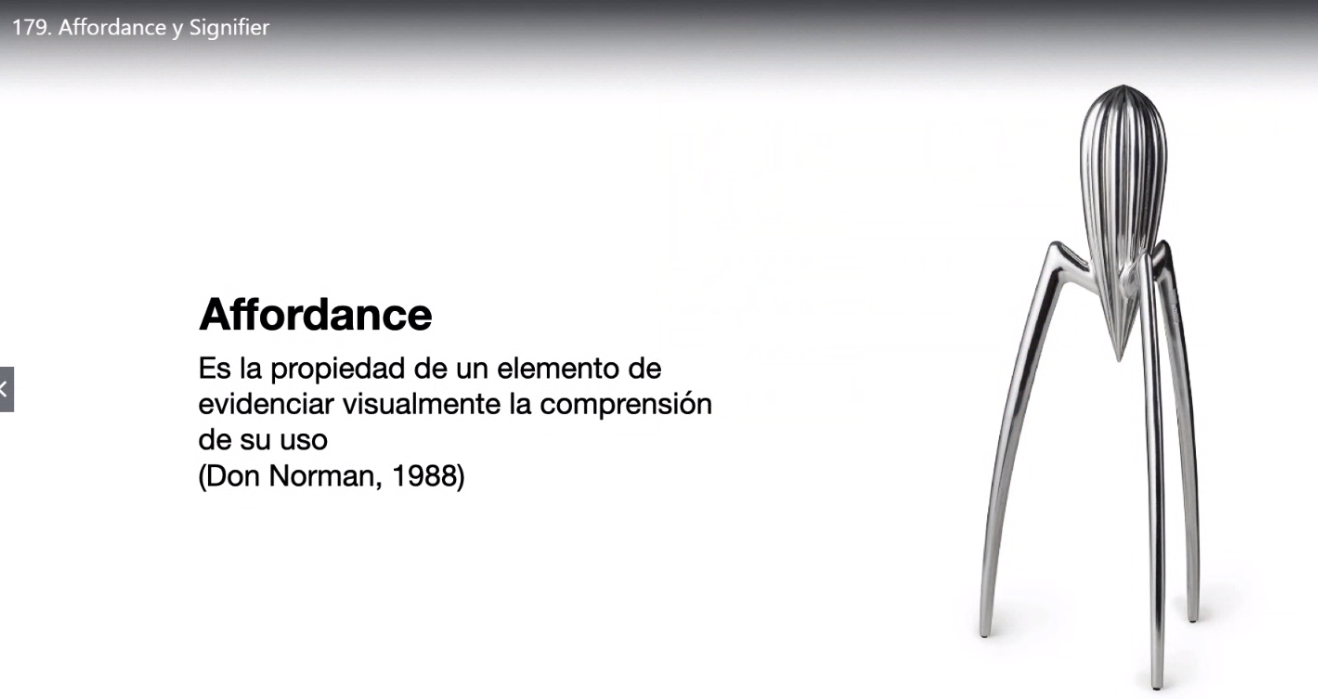 179. Affordance y Signifier
Affordance
Es la propiedad de un elemento de
evidenciar visualmente la comprensión
de su uso
(Don Norman, 1988)